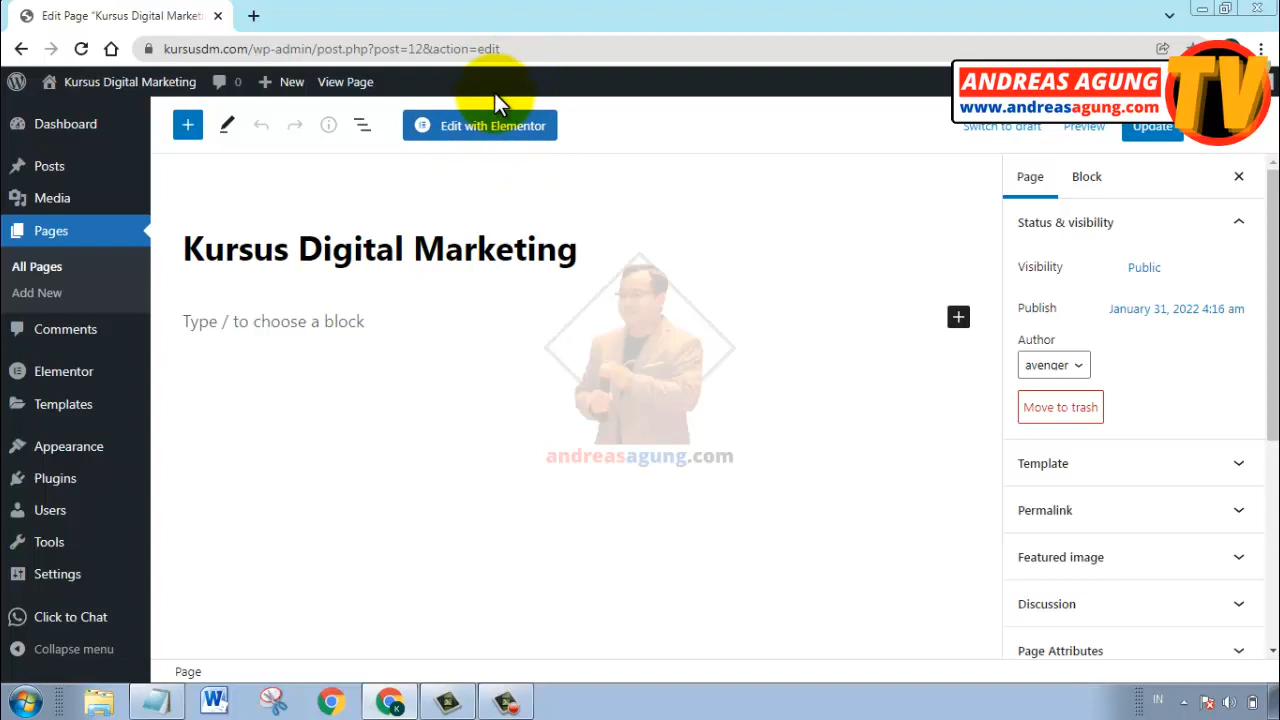 Edit Page "Kursus Digital Marketi
kursusdm.com/wp-admin/post.php?post=12&action=edit
Kursus Digital Marketing
0
New
View Page
ANDREAS AGUNG
www.andreasagung.com
TV
Dashboard
Posts
Media
Pages
All Pages
Add New
Comments
Elementor
Templates
Appearance
Plugins
Users
Tools
Settings
Click to Chat
Collapse menu
Edit with Elementor
Switch to draft
Preview
Update
Kursus Digital Marketing
Type / to choose a block
andreasagung.com
Page
Block
Status & visibility
Visibility
Public
Publish
January 31, 2022 4:16 am
Author
avenger
Move to trash
Template
Permalink
Featured image
Discussion
Page Attributes
Page
IN